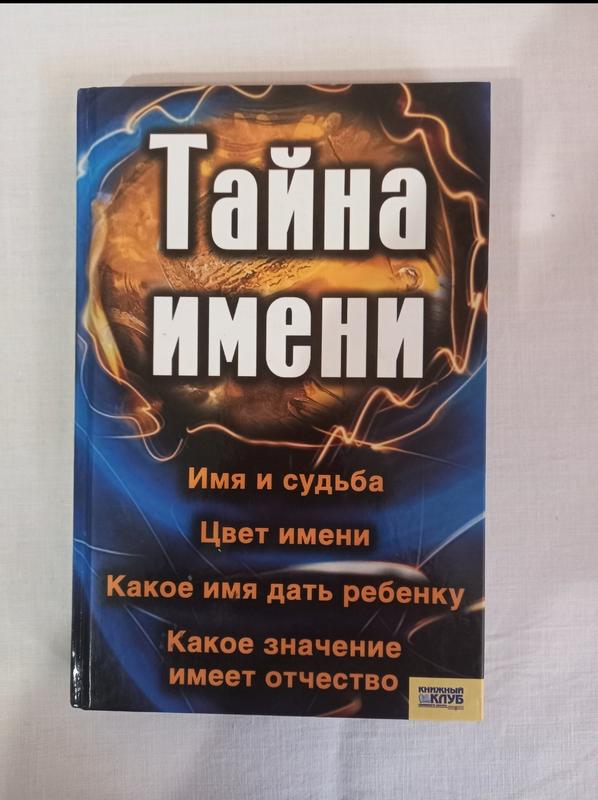 Тайна
имени
Имя и судьба
Цвет имени
Какое имя дать ребенку
Какое значение
имеет отчество
КНИЖНЫЙ
КЛУБ